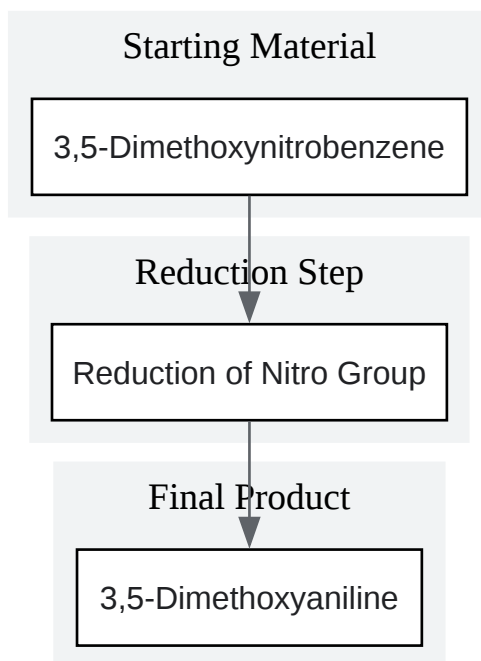 Starting Material
3,5-Dimethoxynitrobenzene
Reduction Step
Reduction of Nitro Group
Final Product
3,5-Dimethoxyaniline